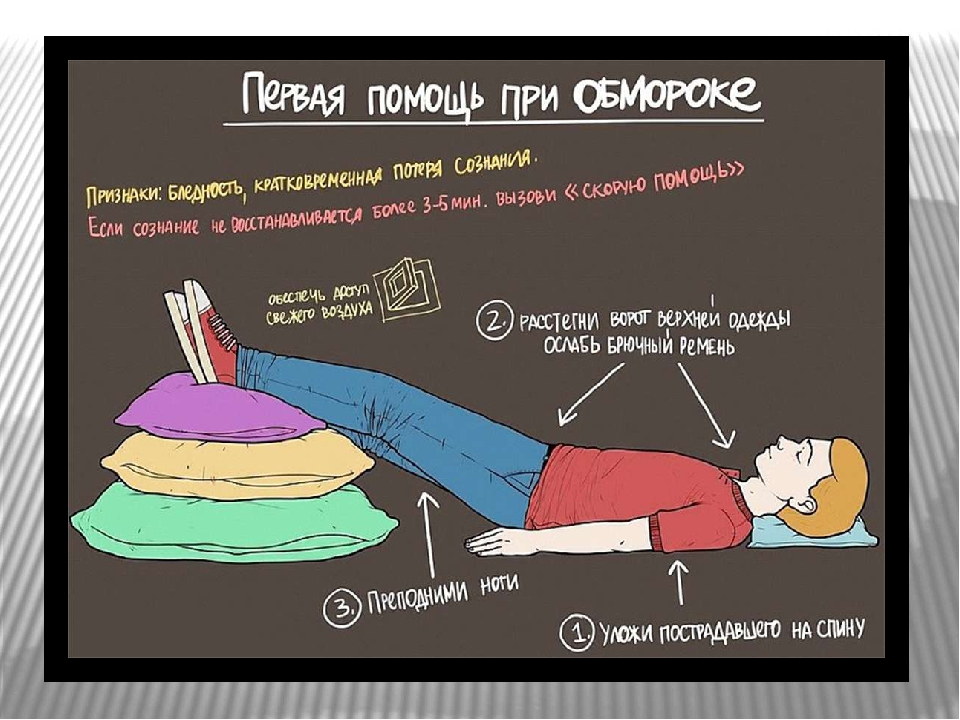 Первая помощь при ОБМОРОКЕ
Признаки: бледность, кратковременная потеря сознания.
Если сознание не восстанавливается более 3-5 мин. вызови «скорую помощь»
обеспечь доступ
свежего воздуха
2. Расстегни ворот верхней одежды
ослабь брючный ремень
3. Преподними ноги
1. Уложи пострадавшего на спину